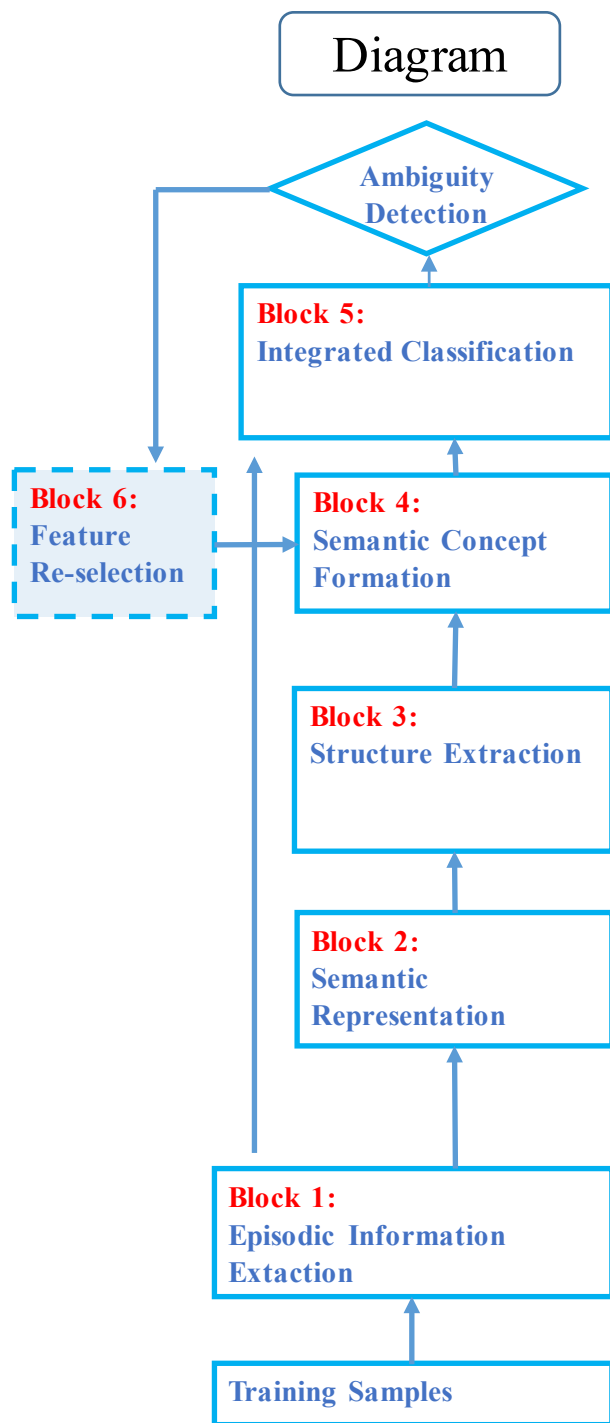 Diagram
Ambiguity
Detection
Block 5:
Integrated Classification
Block 6:
Feature
Re-selection
Block 4:
Semantic Concept
Formation
Block 3:
Structure Extraction
Block 2:
Semantic
Representation
Block 1:
Episodic Information
Extaction
Training Samples